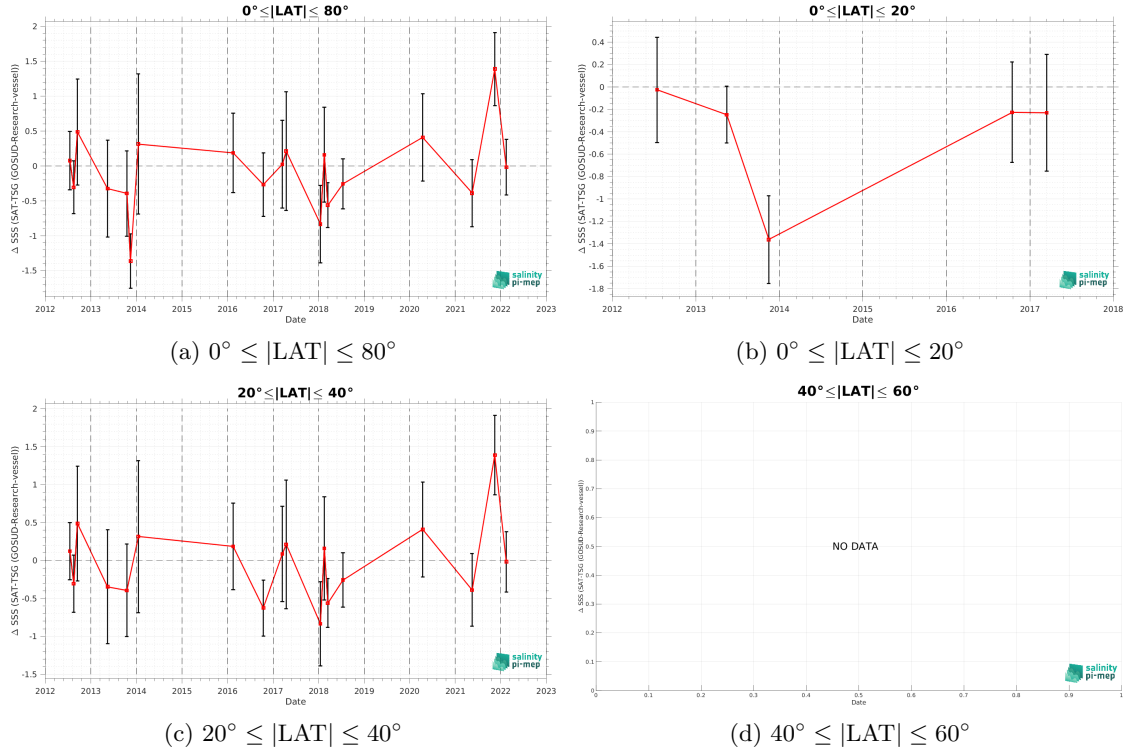 0°≤|LAT|≤ 80°
Δ SSS (SAT-TSG (GOSUD-Research-vessel))
2
1.5
1
0.5
0
-0.5
-1
-1.5
2012 2013 2014 2015 2016 2017 2018 2019 2020 2021 2022 2023
Date
salinity
pi-mep
(a) 0° ≤ |LAT| ≤ 80°
0°≤|LAT|≤ 20°
Δ SSS (SAT-TSG (GOSUD-Research-vessel))
0.4
0.2
0
-0.2
-0.4
-0.6
-0.8
-1
-1.2
-1.4
-1.6
-1.8
2012 2013 2014 2015 2016 2017 2018
Date
salinity
pi-mep
(b) 0° ≤ |LAT| ≤ 20°
20°≤|LAT|≤ 40°
Δ SSS (SAT-TSG (GOSUD-Research-vessel))
2
1.5
1
0.5
0
-0.5
-1
-1.5
2012 2013 2014 2015 2016 2017 2018 2019 2020 2021 2022 2023
Date
salinity
pi-mep
(c) 20° ≤ |LAT| ≤ 40°
40°≤|LAT|≤ 60°
Δ SSS (SAT-TSG (GOSUD-Research-vessel))
1
0.9
0.8
0.7
0.6
0.5
0.4
0.3
0.2
0.1
0
NO DATA
0 0.1 0.2 0.3 0.4 0.5 0.6 0.7 0.8 0.9 1
Date
salinity
pi-mep
(d) 40° ≤ |LAT| ≤ 60°